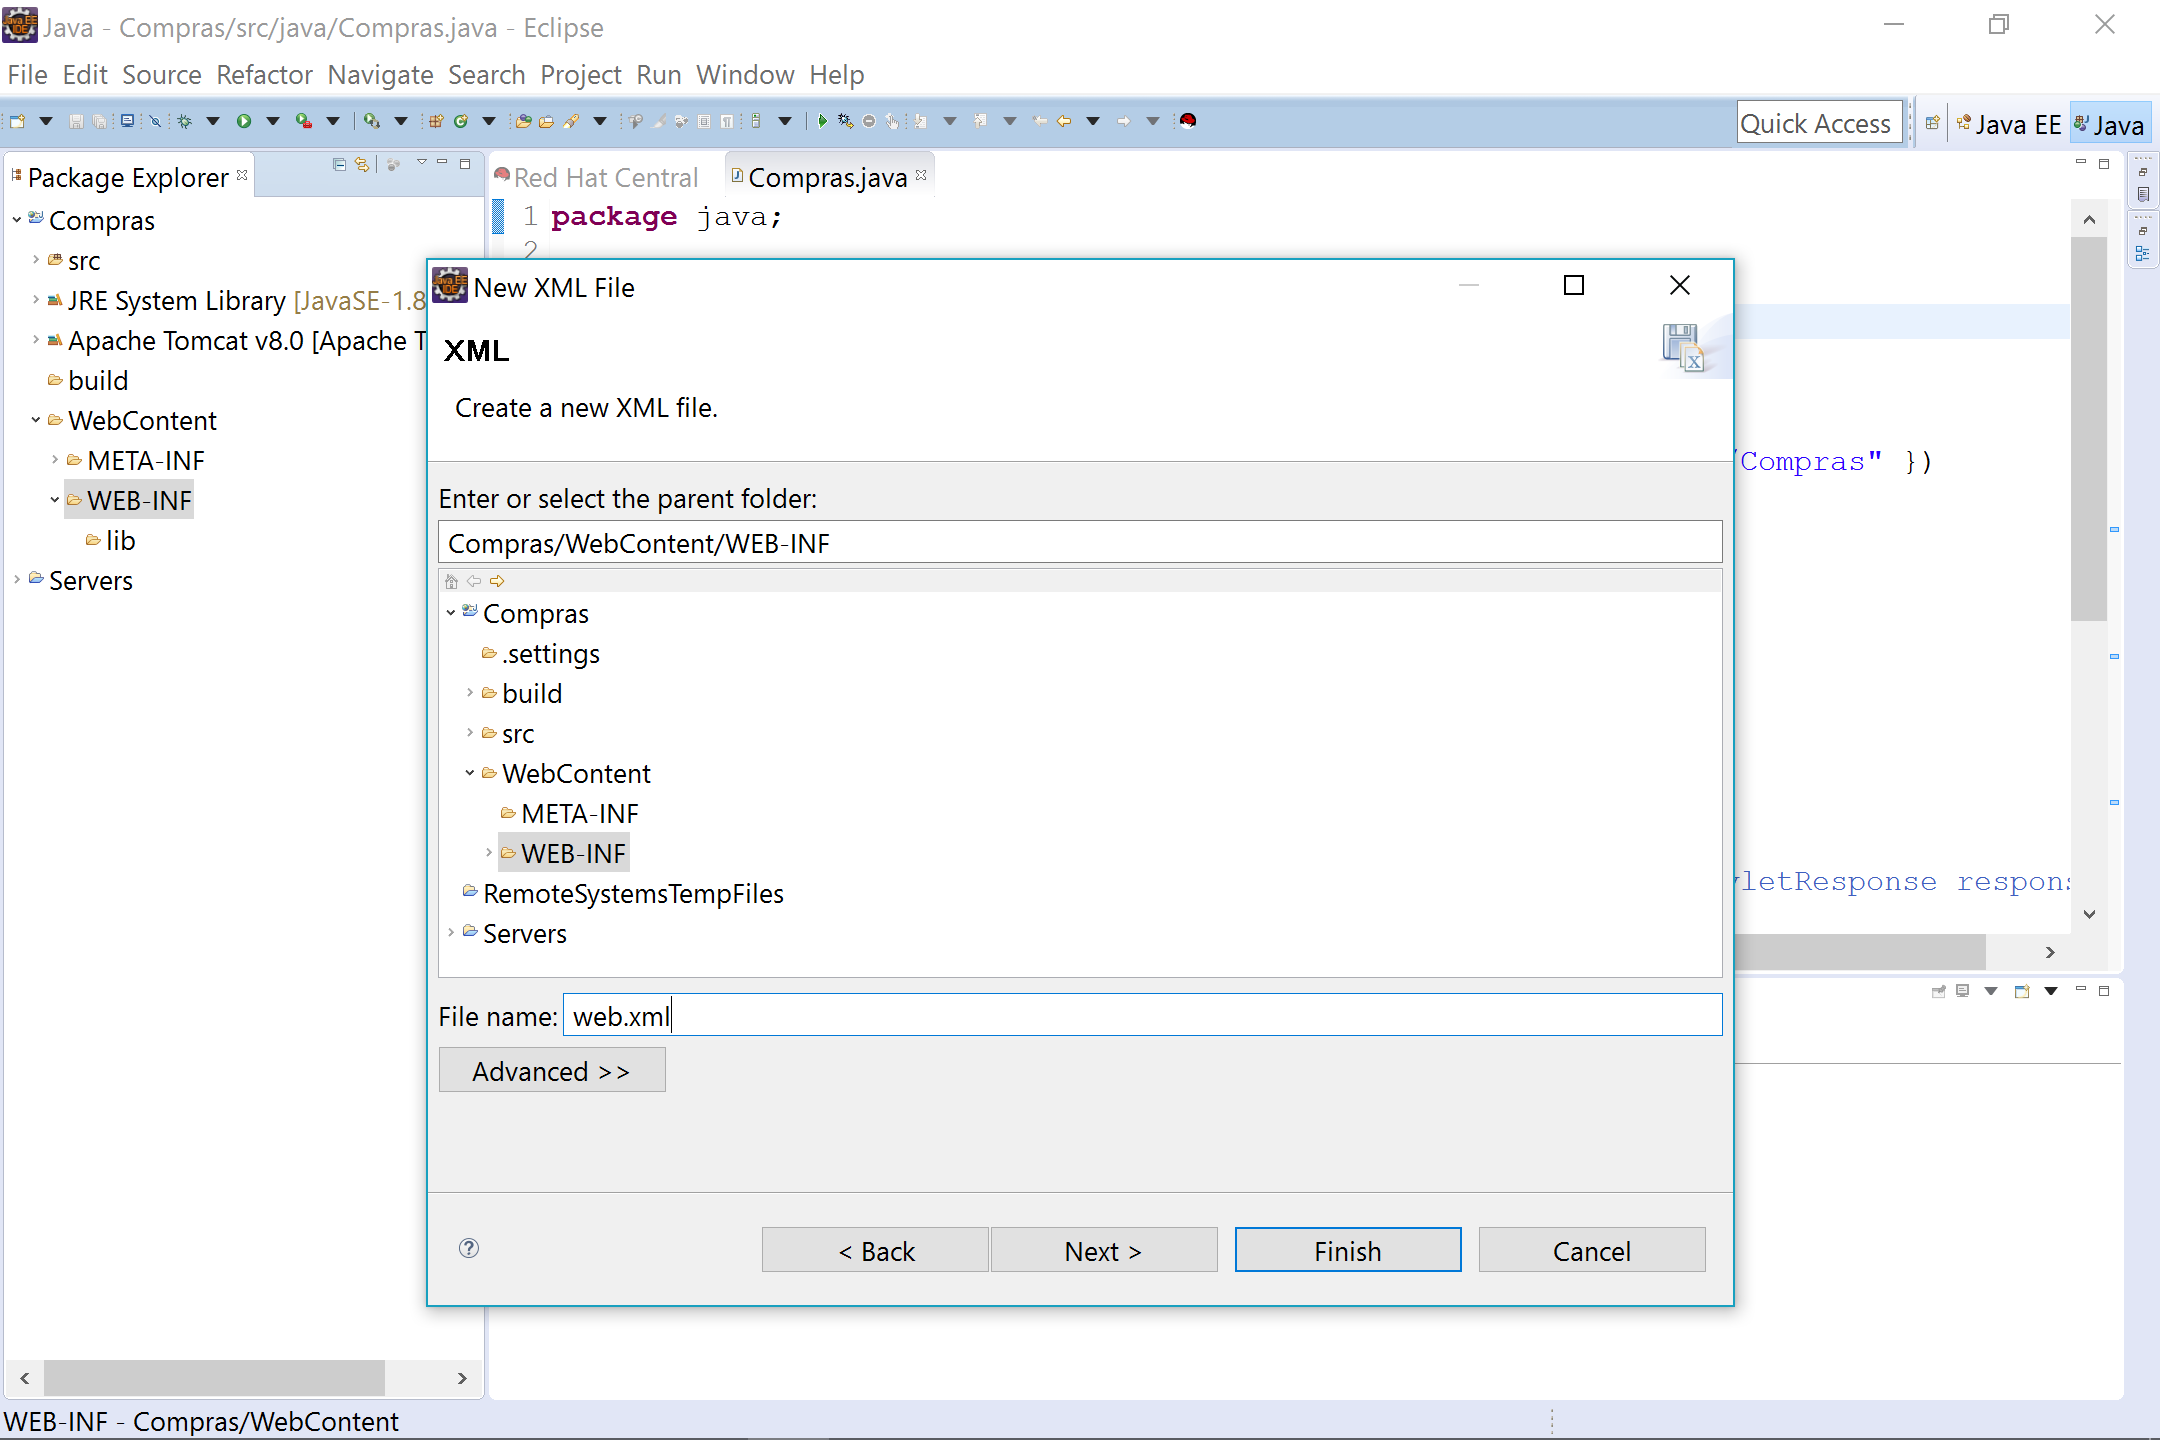 Java - Compras/src/java/Compras.java - Eclipse
File Edit Source Refactor Navigate Search Project Run Window Help
Quick Access
Java EE
Java
Package Explorer
Compras
src
JRE System Library [JavaSE-1.8
Apache Tomcat v8.0 [Apache T
build
WebContent
META-INF
WEB-INF
lib
Servers
Red Hat Central
Compras.java
1 package java;
2
Compras" })
letResponse respons
New XML File
XML
Create a new XML file.
Enter or select the parent folder:
Compras/WebContent/WEB-INF
Compras
.settings
build
src
WebContent
META-INF
WEB-INF
RemoteSystemsTempFiles
Servers
File name: web.xml
Advanced >>
< Back
Next >
Finish
Cancel
WEB-INF - Compras/WebContent